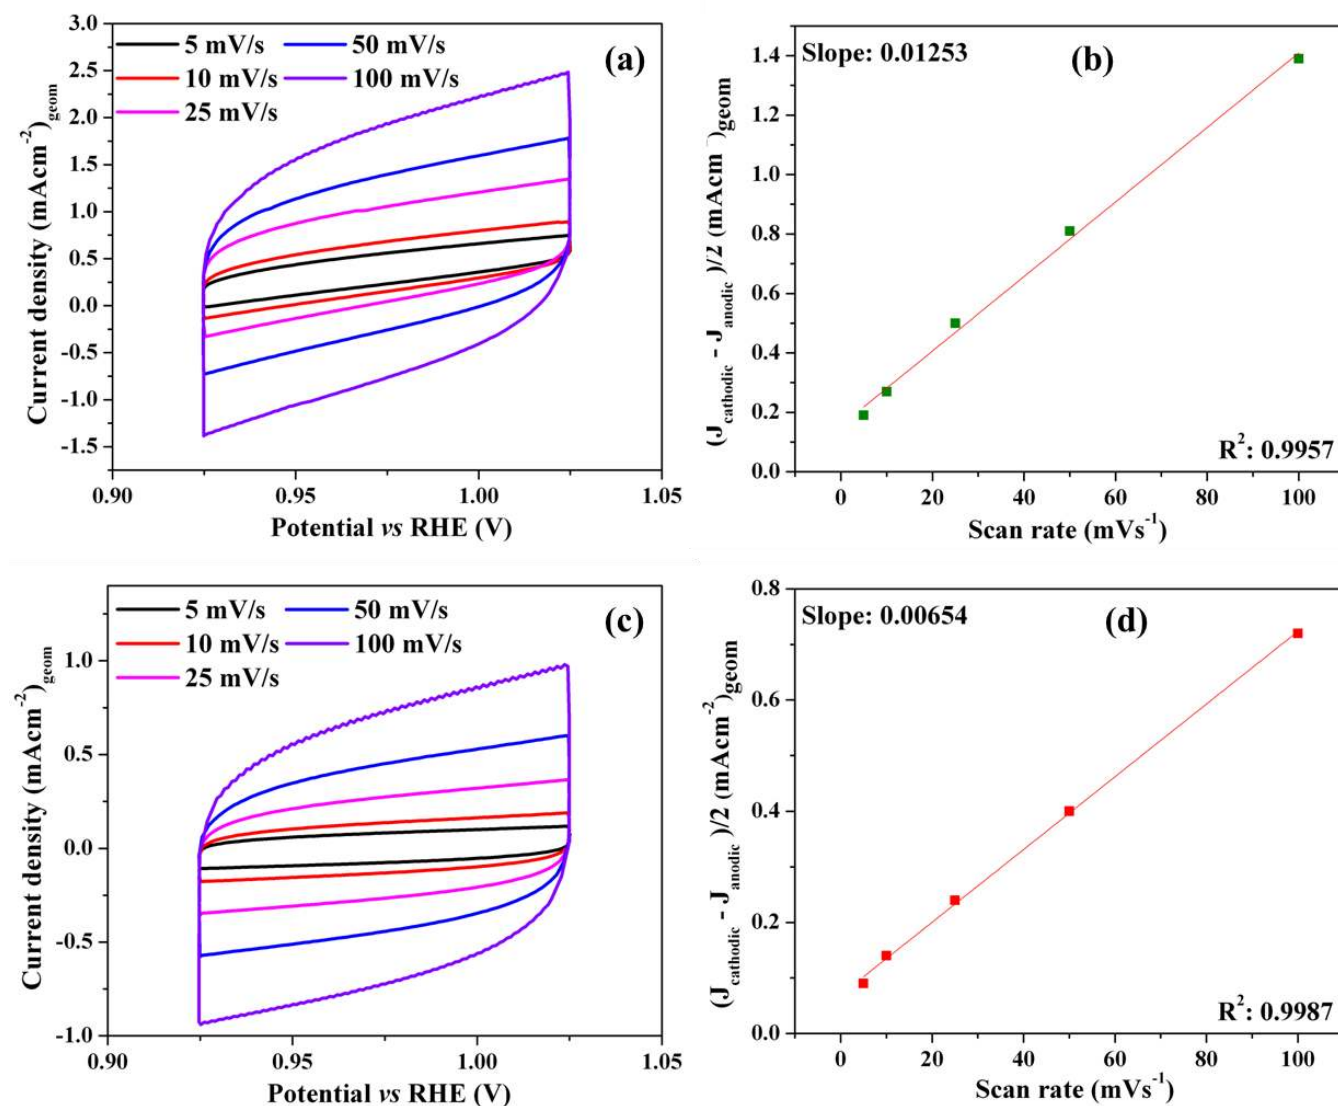 (a)
5 mV/s 50 mV/s
10 mV/s 100 mV/s
25 mV/s
3.0
2.5
2.0
1.5
1.0
0.5
0.0
-0.5
-1.0
-1.5
Current density (mAcm⁻²)geom
0.90 0.95 1.00 1.05
Potential vs RHE (V)
(b)
Slope: 0.01253
1.4
1.2
1.0
0.8
0.6
0.4
0.2
0.0
(Jcathodic - Janodic)/2 (mAcm⁻)geom
R²: 0.9957
0 20 40 60 80 100
Scan rate (mVs⁻¹)
(c)
5 mV/s 50 mV/s
10 mV/s 100 mV/s
25 mV/s
1.0
0.5
0.0
-0.5
-1.0
Current density (mAcm⁻²)geom
0.90 0.95 1.00 1.05
Potential vs RHE (V)
(d)
Slope: 0.00654
0.8
0.6
0.4
0.2
0.0
(Jcathodic - Janodic)/2 (mAcm⁻²)geom
R²: 0.9987
0 20 40 60 80 100
Scan rate (mVs⁻¹)